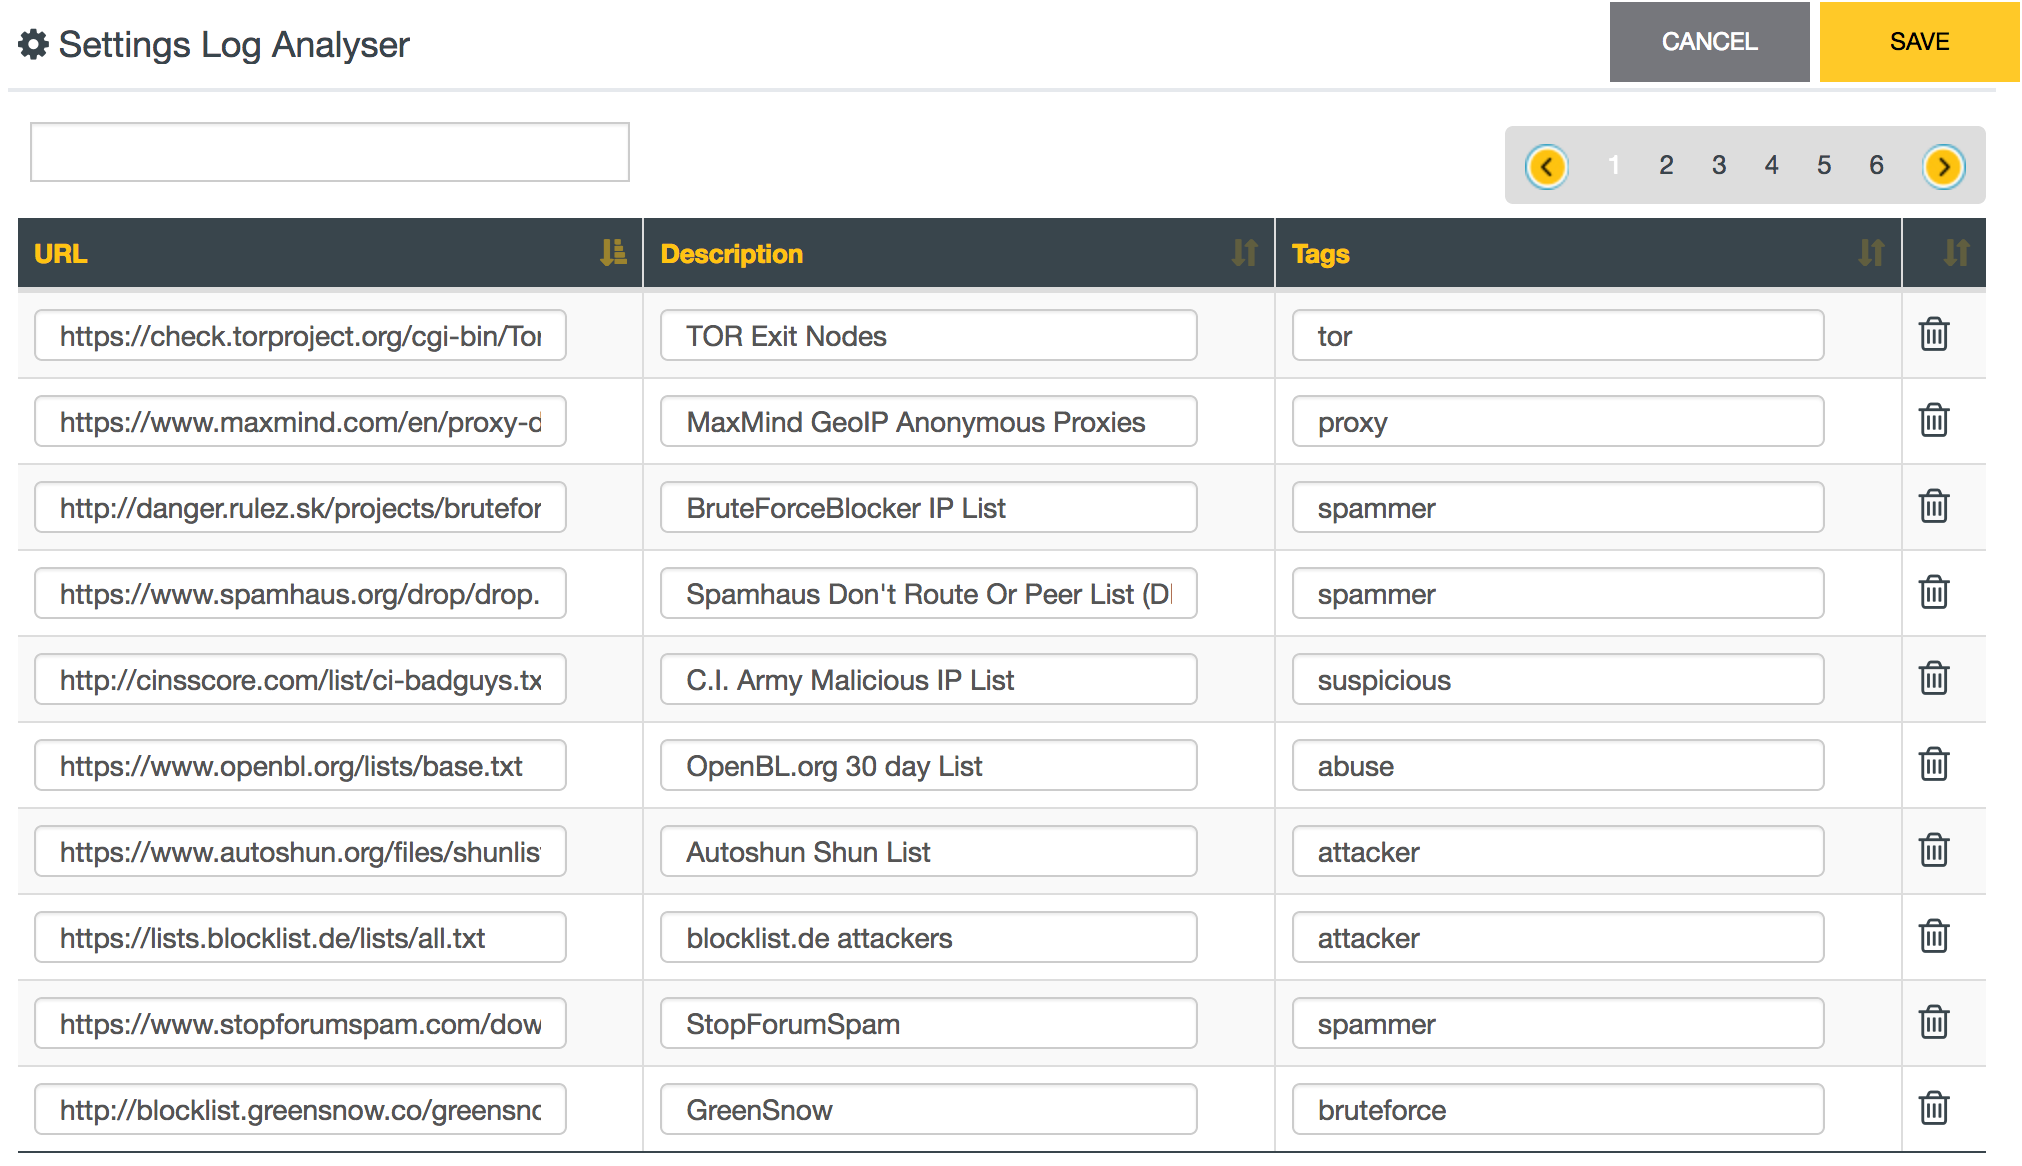 Settings Log Analyser
CANCEL
SAVE
1 2 3 4 5 6
URL Description Tags
https://check.torproject.org/cgi-bin/Tor TOR Exit Nodes tor
https://www.maxmind.com/en/proxy-d MaxMind GeoIP Anonymous Proxies proxy
http://danger.rulez.sk/projects/brutefor BruteForceBlocker IP List spammer
https://www.spamhaus.org/drop/drop. Spamhaus Don't Route Or Peer List (D spammer
http://cinsscore.com/list/ci-badguys.tx C.I. Army Malicious IP List suspicious
https://www.openbl.org/lists/base.txt OpenBL.org 30 day List abuse
https://www.autoshun.org/files/shunlis Autoshun Shun List attacker
https://lists.blocklist.de/lists/all.txt blocklist.de attackers attacker
https://www.stopforumspam.com/dow StopForumSpam spammer
http://blocklist.greensnow.co/greensno GreenSnow bruteforce